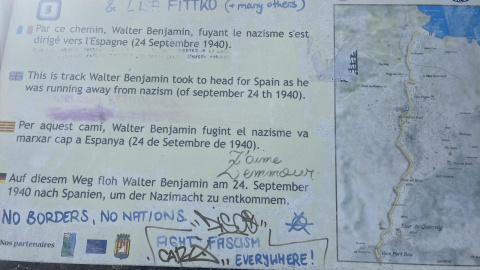 & LISA FITTKO (+ many others)
Par ce chemin, Walter Benjamin, fuyant le nazisme s'est
dirigé vers l'Espagne (24 Septembre 1940).
This is track Walter Benjamin took to head for Spain as he
was running away from nazism (of september 24 th 1940).
Per aquest camí, Walter Benjamin fugint el nazisme va
marxar cap a Espanya (24 de Setembre de 1940).
J'aime
Zemmour
Auf diesem Weg floh Walter Benjamin am 24. September
1940 nach Spanien, um der Nazimacht zu entkommem.
NO BORDERS, NO NATIONS
FIGHT FASCISM
EVERYWHERE!
Nos partenaires